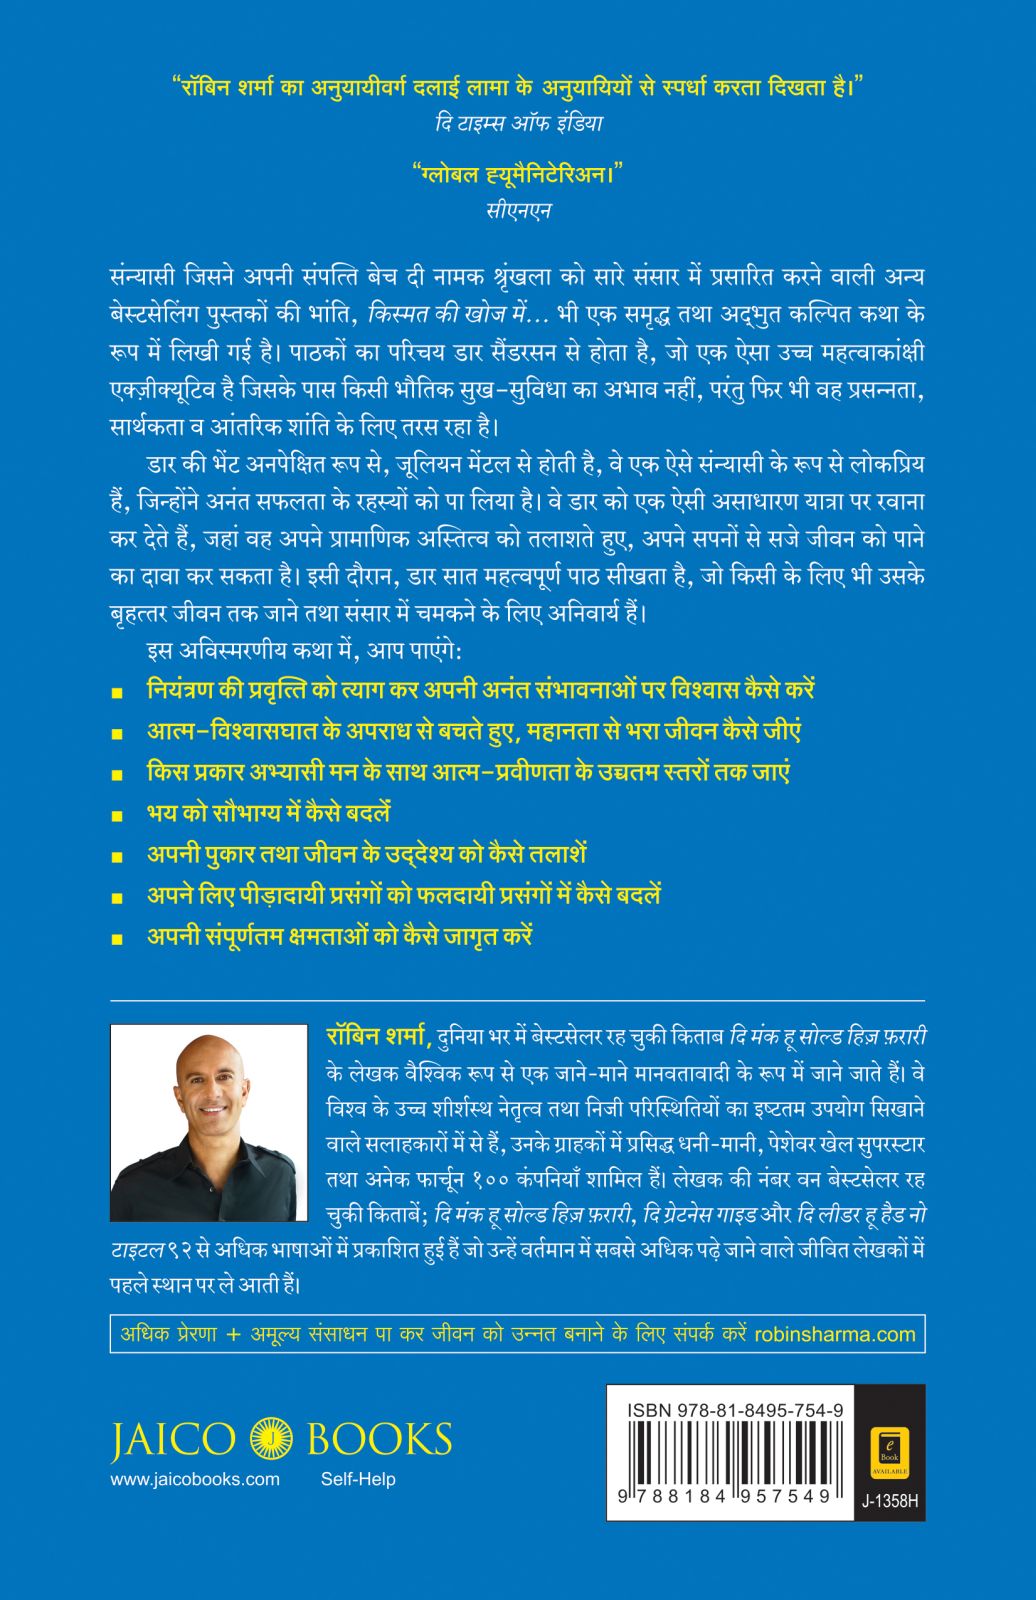 “रॉबिन शर्मा का अनुयायीवर्ग दलाई लामा के अनुयायियों से स्पर्धा करता दिखता है।”
दि टाइम्स ऑफ इंडिया
“ग्लोबल ह्यूमैनिटेरिअन।”
सीएनएन
संन्यासी जिसने अपनी संपत्ति बेच दी नामक श्रृंखला को सारे संसार में प्रसारित करने वाली अन्य
बेस्टसेलिंग पुस्तकों की भांति, किस्मत की खोज में... भी एक समृद्ध तथा अद्‌भुत कल्पित कथा के
रूप में लिखी गई है। पाठकों का परिचय डार सैंडरसन से होता है, जो एक ऐसा उच्च महत्वाकांक्षी
एक्ज़ीक्यूटिव है जिसके पास किसी भौतिक सुख-सुविधा का अभाव नहीं, परंतु फिर भी वह प्रसन्नता,
सार्थकता व आंतरिक शांति के लिए तरस रहा है।
डार की भेंट अनपेक्षित रूप से, जूलियन मेंटल से होती है, वे एक ऐसे संन्यासी के रूप से लोकप्रिय
हैं, जिन्होंने अनंत सफलता के रहस्यों को पा लिया है। वे डार को एक ऐसी असाधारण यात्रा पर रवाना
कर देते हैं, जहां वह अपने प्रामाणिक अस्तित्व को तलाशते हुए, अपने सपनों से सजे जीवन को पाने
का दावा कर सकता है। इसी दौरान, डार सात महत्वपूर्ण पाठ सीखता है, जो किसी के लिए भी उसके
बृहत्तर जीवन तक जाने तथा संसार में चमकने के लिए अनिवार्य हैं।
इस अविस्मरणीय कथा में, आप पाएंगे:
▪ नियंत्रण की प्रवृत्ति को त्याग कर अपनी अनंत संभावनाओं पर विश्वास कैसे करें
▪ आत्म-विश्वासघात के अपराध से बचते हुए, महानता से भरा जीवन कैसे जीएं
▪ किस प्रकार अभ्यासी मन के साथ आत्म-प्रवीणता के उच्चतम स्तरों तक जाएं
▪ भय को सौभाग्य में कैसे बदलें
▪ अपनी पुकार तथा जीवन के उद्‌देश्य को कैसे तलाशें
▪ अपने लिए पीड़ादायी प्रसंगों को फलदायी प्रसंगों में कैसे बदलें
▪ अपनी संपूर्णतम क्षमताओं को कैसे जागृत करें
रॉबिन शर्मा, दुनिया भर में बेस्टसेलर रह चुकी किताब दि मंक हू सोल्ड हिज़ फ़रारी
के लेखक वैश्विक रूप से एक जाने-माने मानवतावादी के रूप में जाने जाते हैं। वे
विश्व के उच्च शीर्शस्थ नेतृत्व तथा निजी परिस्थितियों का इष्टतम उपयोग सिखाने
वाले सलाहकारों में से हैं, उनके ग्राहकों में प्रसिद्ध धनी-मानी, पेशेवर खेल सुपरस्टार
तथा अनेक फार्चून १०० कंपनियाँ शामिल हैं। लेखक की नंबर वन बेस्टसेलर रह
चुकी किताबें; दि मंक हू सोल्ड हिज़ फ़रारी, दि ग्रेटनेस गाइड और दि लीडर हू हैड नो
टाइटल ९२ से अधिक भाषाओं में प्रकाशित हुई हैं जो उन्हें वर्तमान में सबसे अधिक पढ़े जाने वाले जीवित लेखकों में
पहले स्थान पर ले आती हैं।
अधिक प्रेरणा + अमूल्य संसाधन पा कर जीवन को उन्नत बनाने के लिए संपर्क करें robinsharma.com
JAICO J BOOKS
www.jaicobooks.com Self-Help
ISBN 978-81-8495-754-9
9 788184 957549
e
Book
AVAILABLE
J-1358H